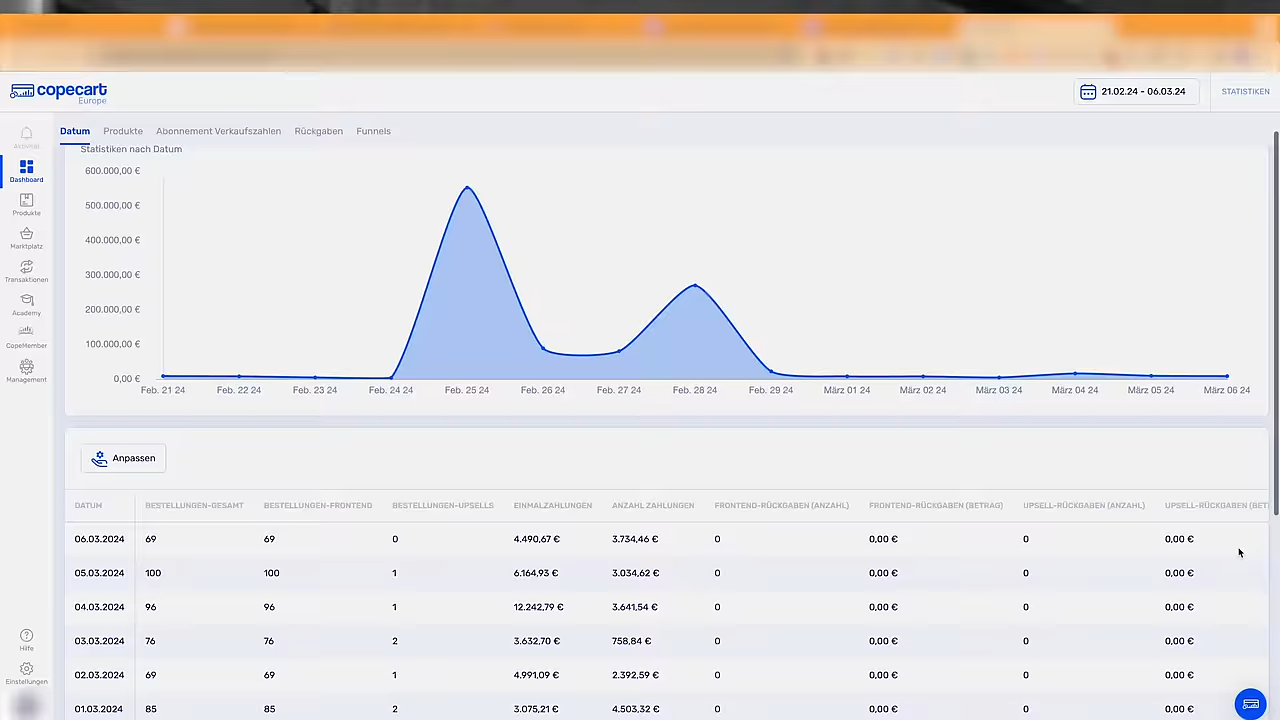 copecart
Europe
21.02.24 - 06.03.24
STATISTIKEN
Aktivität
Dashboard
Produkte
Marktplatz
Transaktionen
Academy
CopeMember
Management
Hilfe
Einstellungen
Datum Produkte Abonnement Verkaufszahlen Rückgaben Funnels
Statistiken nach Datum
600.000,00 €
500.000,00 €
400.000,00 €
300.000,00 €
200.000,00 €
100.000,00 €
0,00 €
Feb. 21 24 Feb. 22 24 Feb. 23 24 Feb. 24 24 Feb. 25 24 Feb. 26 24 Feb. 27 24 Feb. 28 24 Feb. 29 24 März 01 24 März 02 24 März 03 24 März 04 24 März 05 24 März 06 24
Anpassen
DATUM BESTELLUNGEN-GESAMT BESTELLUNGEN-FRONTEND BESTELLUNGEN-UPSELLS EINMALZAHLUNGEN ANZAHL ZAHLUNGEN FRONTEND-RÜCKGABEN (ANZAHL) FRONTEND-RÜCKGABEN (BETRAG) UPSELL-RÜCKGABEN (ANZAHL) UPSELL-RÜCKGABEN (BET
06.03.2024 69 69 0 4.490,67 € 3.734,46 € 0 0,00 € 0 0,00 €
05.03.2024 100 100 1 6.164,93 € 3.034,62 € 0 0,00 € 0 0,00 €
04.03.2024 96 96 1 12.242,79 € 3.641,54 € 0 0,00 € 0 0,00 €
03.03.2024 76 76 2 3.632,70 € 758,84 € 0 0,00 € 0 0,00 €
02.03.2024 69 69 1 4.991,09 € 2.392,59 € 0 0,00 € 0 0,00 €
01.03.2024 85 85 2 3.075,21 € 4.503,32 € 0 0,00 € 0 0,00 €